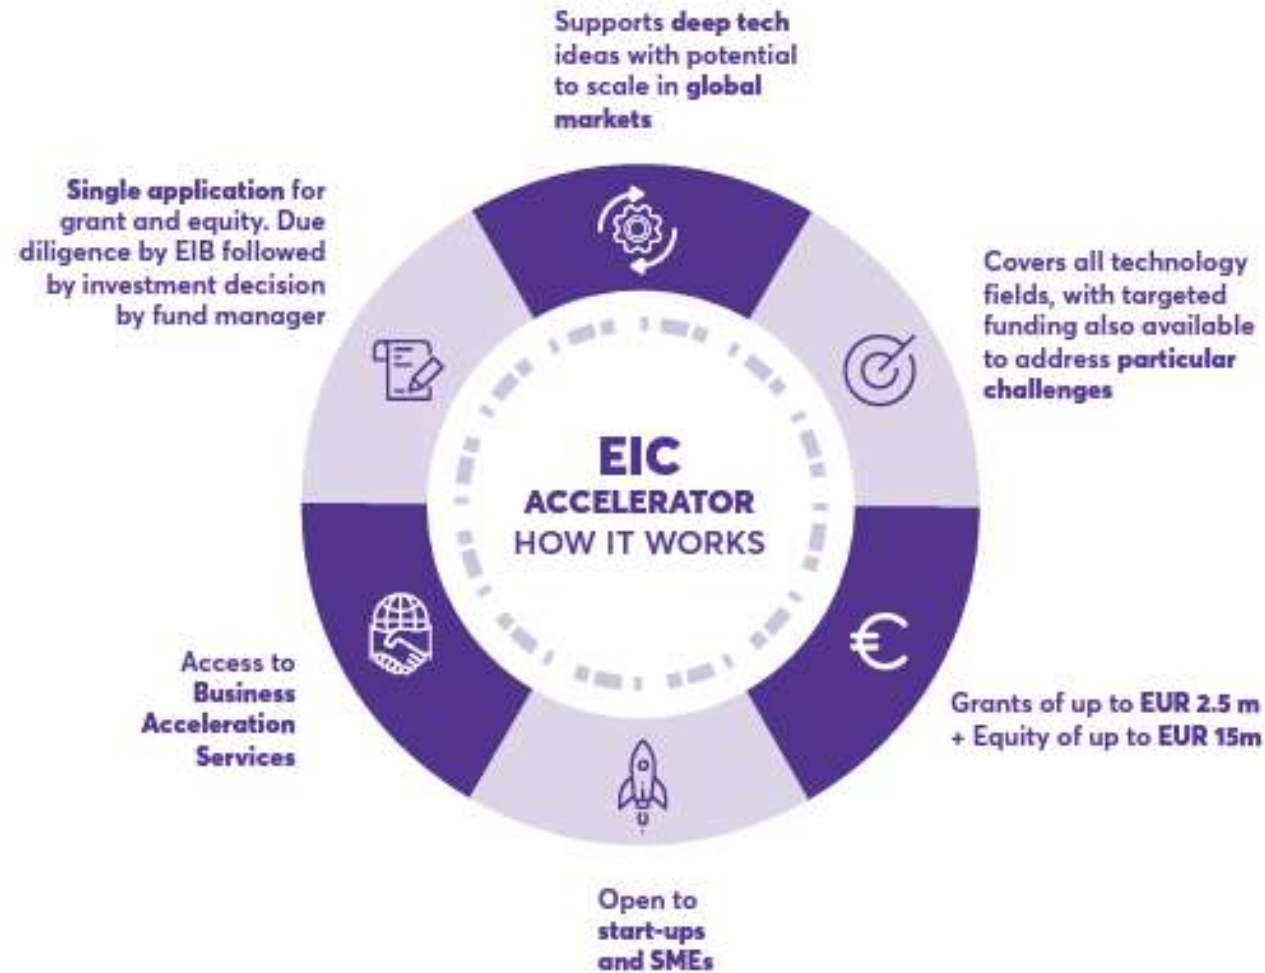 Supports deep tech
ideas with potential
to scale in global
markets
Single application for
grant and equity. Due
diligence by EIB followed
by investment decision
by fund manager
Covers all technology
fields, with targeted
funding also available
to address particular
challenges
EIC
ACCELERATOR
HOW IT WORKS
€
Access to
Business
Acceleration
Services
Grants of up to EUR 2.5 m
+ Equity of up to EUR 15m
Open to
start-ups
and SMEs